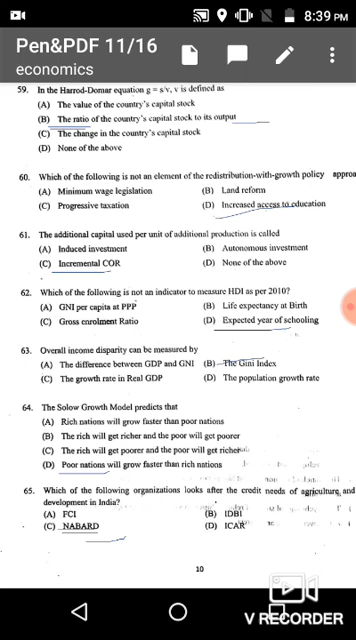 8:39 PM
Pen&PDF 11/16
economics
59. In the Harrod-Domar equation g = s/v, v is defined as
(A) The value of the country's capital stock
(B) The ratio of the country's capital stock to its output
(C) The change in the country's capital stock
(D) None of the above
60. Which of the following is not an element of the redistribution-with-growth policy approa
(A) Minimum wage legislation (B) Land reform
(C) Progressive taxation (D) Increased access to education
61. The additional capital used per unit of additional production is called
(A) Induced investment (B) Autonomous investment
(C) Incremental COR (D) None of the above
62. Which of the following is not an indicator to measure HDI as per 2010?
(A) GNI per capita at PPP (B) Life expectancy at Birth
(C) Gross enrolment Ratio (D) Expected year of schooling
63. Overall income disparity can be measured by
(A) The difference between GDP and GNI (B) The Gini Index
(C) The growth rate in Real GDP (D) The population growth rate
64. The Solow Growth Model predicts that
(A) Rich nations will grow faster than poor nations
(B) The rich will get richer and the poor will get poorer
(C) The rich will get poorer and the poor will get richer
(D) Poor nations will grow faster than rich nations
65. Which of the following organizations looks after the credit needs of agriculture and
development in India?
(A) FCI (B) IDBI
(C) NABARD (D) ICAR
10
V RECORDER